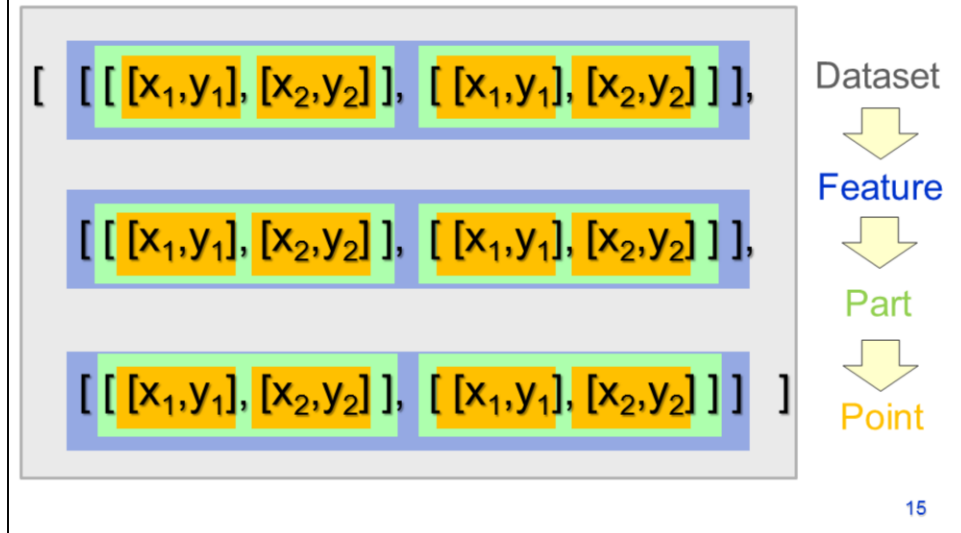 [ [ [ [x₁,y₁], [x₂,y₂] ], [ [x₁,y₁], [x₂,y₂] ] ],
[ [ [x₁,y₁], [x₂,y₂] ], [ [x₁,y₁], [x₂,y₂] ] ],
[ [ [x₁,y₁], [x₂,y₂] ], [ [x₁,y₁], [x₂,y₂] ] ] ]
Dataset
Feature
Part
Point
15